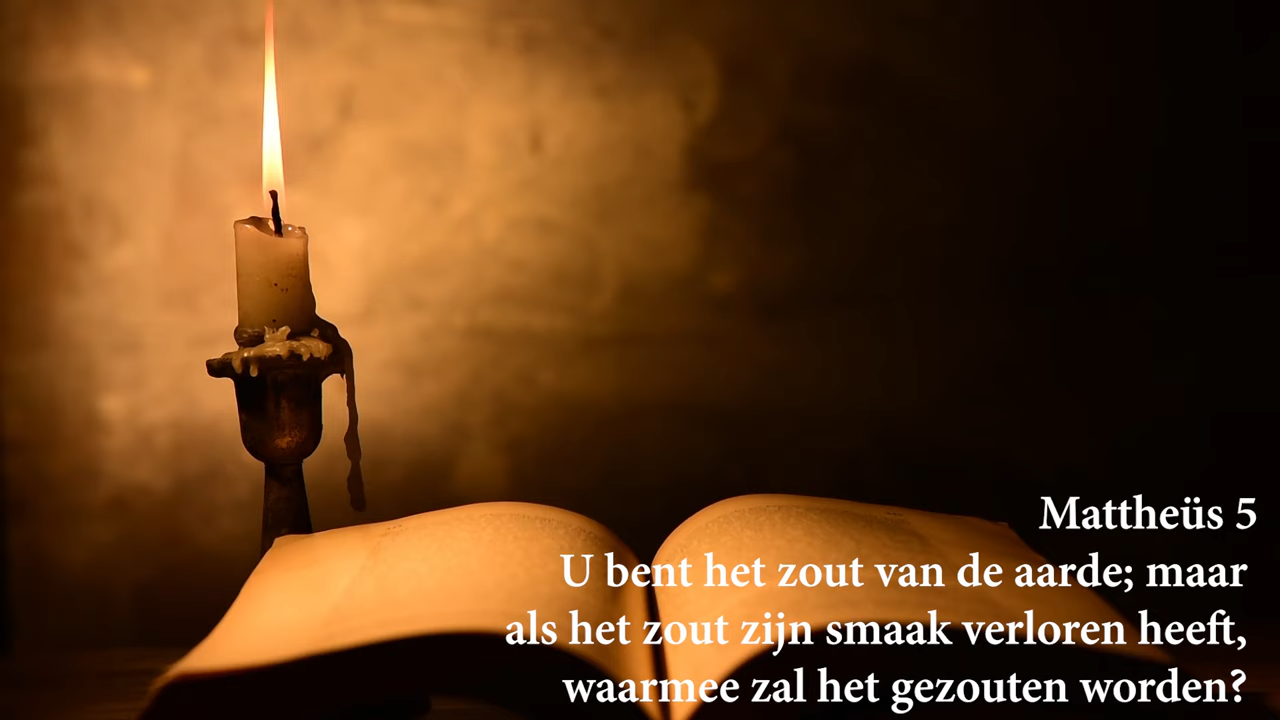 Mattheüs 5
U bent het zout van de aarde; maar
als het zout zijn smaak verloren heeft,
waarmee zal het gezouten worden?